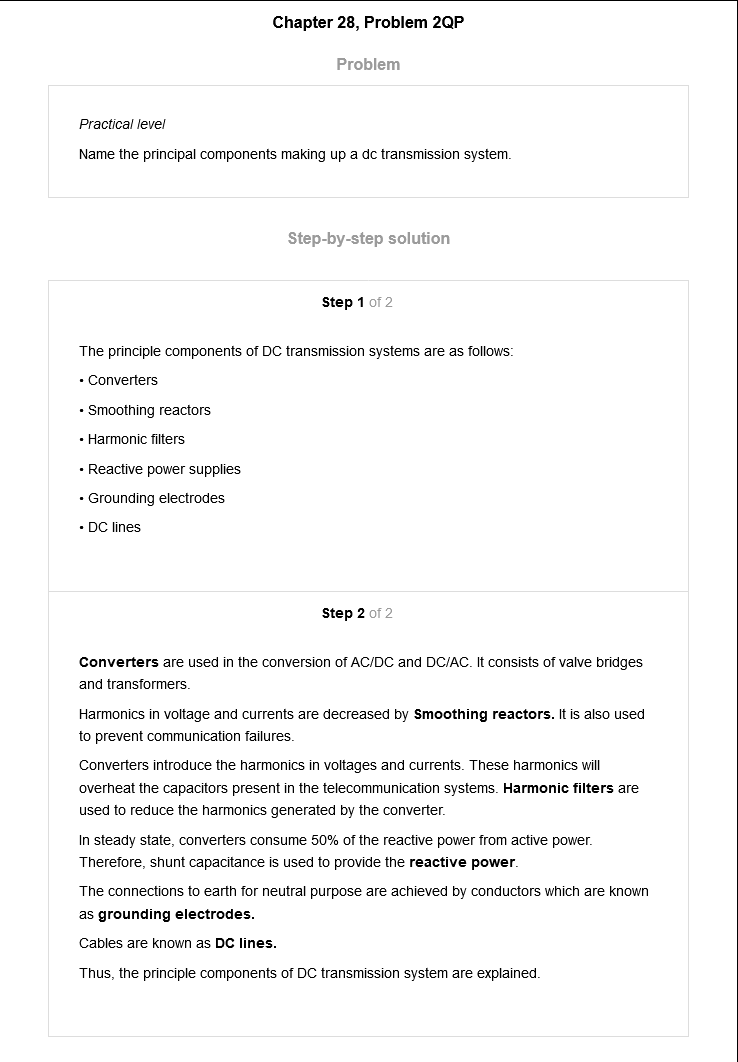 Chapter 28, Problem 2QP
Problem
Practical level
Name the principal components making up a dc transmission system.
Step-by-step solution
Step 1 of 2
The principle components of DC transmission systems are as follows:
• Converters
• Smoothing reactors
• Harmonic filters
• Reactive power supplies
• Grounding electrodes
• DC lines
Step 2 of 2
Converters are used in the conversion of AC/DC and DC/AC. It consists of valve bridges
and transformers.
Harmonics in voltage and currents are decreased by Smoothing reactors. It is also used
to prevent communication failures.
Converters introduce the harmonics in voltages and currents. These harmonics will
overheat the capacitors present in the telecommunication systems. Harmonic filters are
used to reduce the harmonics generated by the converter.
In steady state, converters consume 50% of the reactive power from active power.
Therefore, shunt capacitance is used to provide the reactive power.
The connections to earth for neutral purpose are achieved by conductors which are known
as grounding electrodes.
Cables are known as DC lines.
Thus, the principle components of DC transmission system are explained.